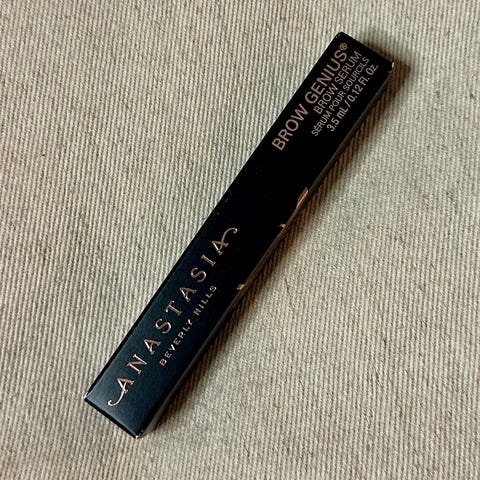 ANASTASIA
BEVERLY HILLS
BROW GENIUS®
BROW SERUM
SÉRUM POUR SOURCILS
3.5 mL / 0.12 Fl. Oz.